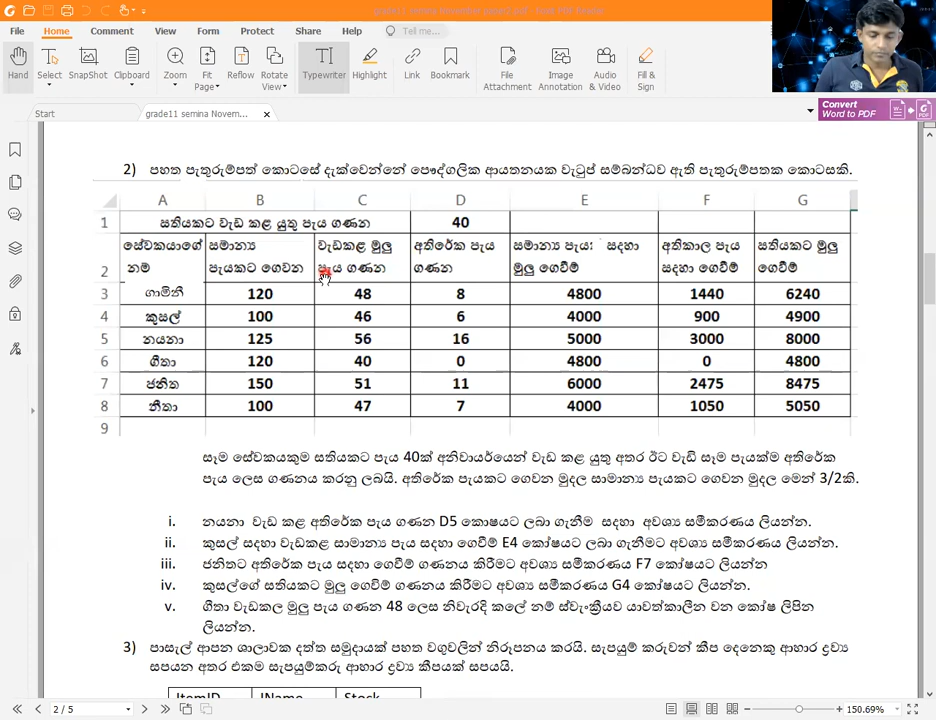 File Home Comment View Form Protect Share Help Tell me...
Hand Select SnapShot Clipboard Zoom Fit Page Reflow Rotate View Typewriter Highlight Link Bookmark File Attachment Image Annotation Audio & Video Fill & Sign
Start grade11 semina Novem...
Convert Word to PDF
2) පහත පැතුරුම්පත් කොටසේ දැක්වෙන්නේ පෞද්ගලික ආයතනයක වැටුප් සම්බන්ධව ඇති පැතුරුම්පතක කොටසකි.
A B C D E F G
1 සතියකට වැඩ කළ යුතු පැය ගණන 40
2 සේවකයාගේ නම් සමාන්‍ය පැයකට ගෙවන වැඩකළ මුලු පැය ගණන අතිරේක පැය ගණන සමාන්‍ය පැය සඳහා මුලු ගෙවීම් අතිකාල පැය සඳහා ගෙවීම් සතියකට මුලු ගෙවීම්
3 ගාමිනී 120 48 8 4800 1440 6240
4 කුසල් 100 46 6 4000 900 4900
5 නයනා 125 56 16 5000 3000 8000
6 ගීතා 120 40 0 4800 0 4800
7 ජනිත 150 51 11 6000 2475 8475
8 නීතා 100 47 7 4000 1050 5050
9
සෑම සේවකයකුම සතියකට පැය 40ක් අනිවාර්යෙන් වැඩ කළ යුතු අතර ඊට වැඩි සෑම පැයක්ම අතිරේක
පැය ලෙස ගණනය කරනු ලබයි. අතිරේක පැයකට ගෙවන මුදල සාමාන්‍ය පැයකට ගෙවන මුදල මෙන් 3/2කි.
i. නයනා වැඩ කළ අතිරේක පැය ගණන D5 කොෂයට ලබා ගැනීම සදහා අවශ්‍ය සමීකරණය ලියන්න.
ii. කුසල් සදහා වැඩකළ සාමාන්‍ය පැය සඳහා ගෙවීම් E4 කෝෂයට ලබා ගැනීමට අවශ්‍ය සමීකරණය ලියන්න.
iii. ජනිතට අතිරේක පැය සඳහා ගෙවීම් ගණනය කිරීමට අවශ්‍ය සමීකරණය F7 කෝෂයට ලියන්න
iv. කුසල්ගේ සතියකට මුලු ගෙවීම් ගණනය කිරීමට අවශ්‍ය සමීකරණය G4 කෝෂයට ලියන්න.
v. ගීතා වැඩකල මුලු පැය ගණන 48 ලෙස නිවැරදි කලේ නම් ස්වංක්‍රීයව යාවත්කාලීන වන කෝෂ ලිපින
ලියන්න.
3) පාසැල් ආපන ශාලාවක දත්ත සමුදායක් පහත වගුවලින් නිරූපනය කරයි. සැපයුම් කරුවන් කීප දෙනෙකු ආහාර ද්‍රව්‍ය
සපයන අතර එකම සැපයුම්කරු ආහාර ද්‍රව්‍ය කීපයක් සපයයි.
ItemID IName Stock
2 / 5 150.69%